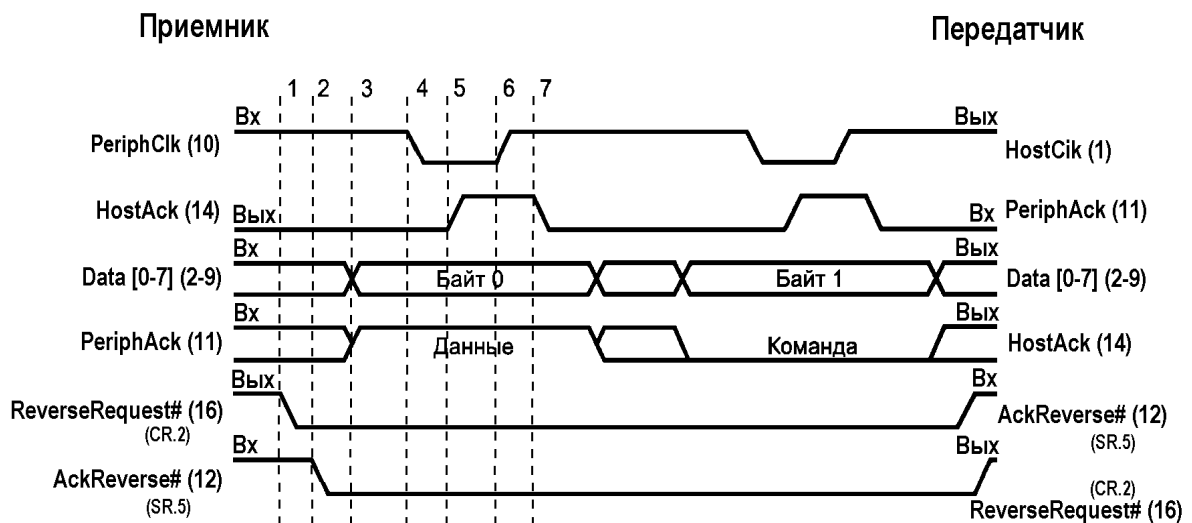 Приемник Передатчик
1 2 3 4 5 6 7
Вх Вых
PeriphClk (10) HostCik (1)
HostAck (14) Вых Вх PeriphAck (11)
Вх Вых
Data [0-7] (2-9) Байт 0 Байт 1 Data [0-7] (2-9)
Вх Вых
PeriphAck (11) Данные Команда HostAck (14)
Вых Вх
ReverseRequest# (16) AckReverse# (12)
(CR.2) (SR.5)
Вх Вых
AckReverse# (12) (CR.2)
(SR.5) ReverseRequest# (16)